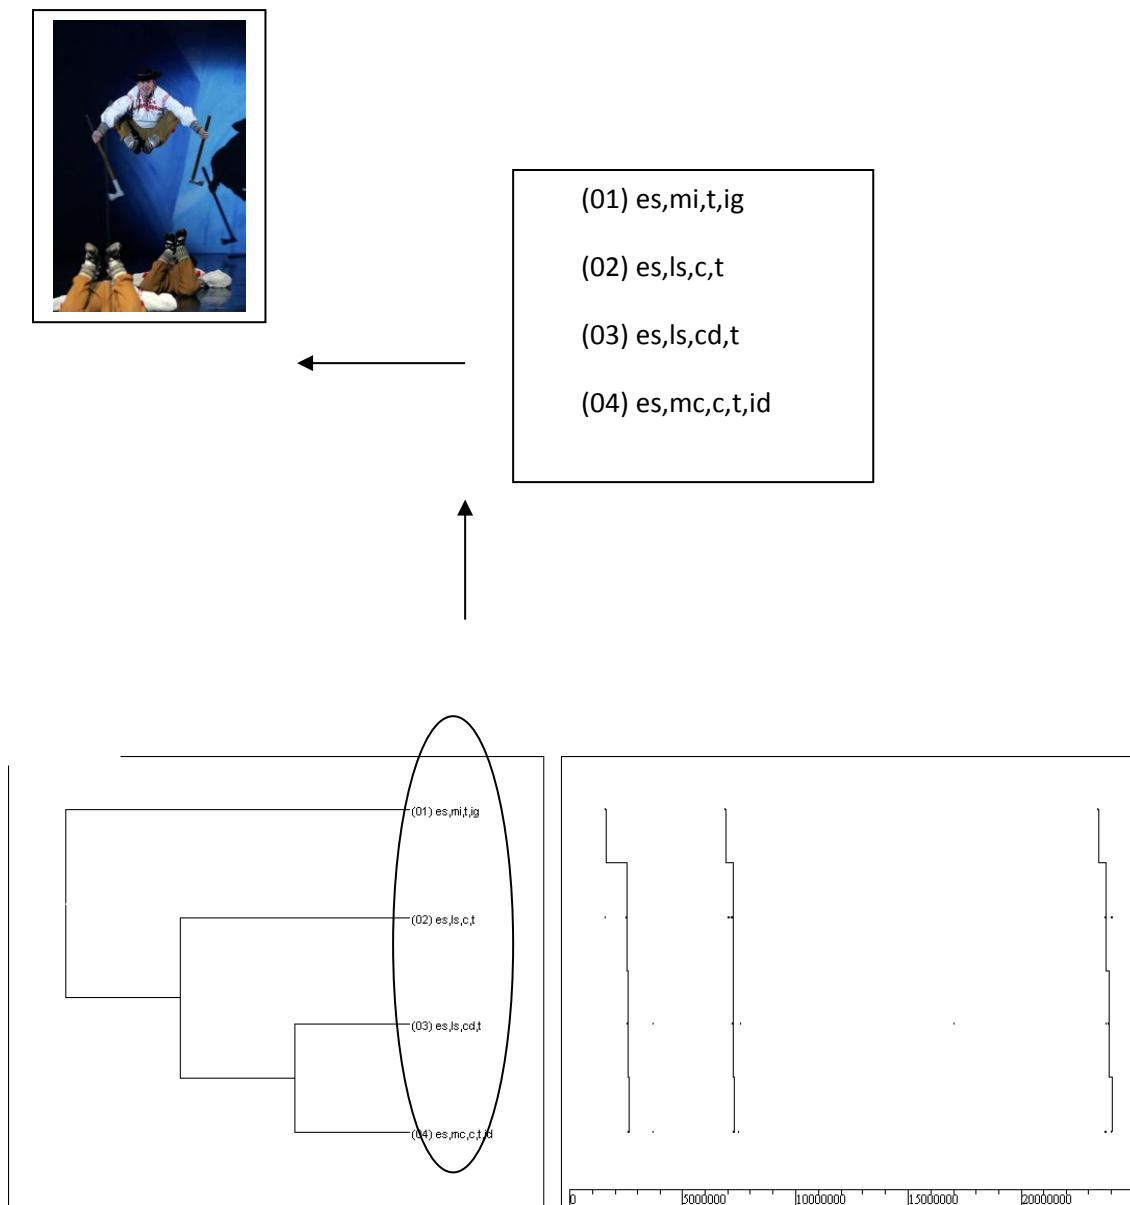 (01) es,mi,t,ig
(02) es,ls,c,t
(03) es,ls,cd,t
(04) es,mc,c,t,id
(01) es,mi,t,ig
(02) es,ls,c,t
(03) es,ls,cd,t
(04) es,mc,c,t,id
0 5000000 10000000 15000000 20000000